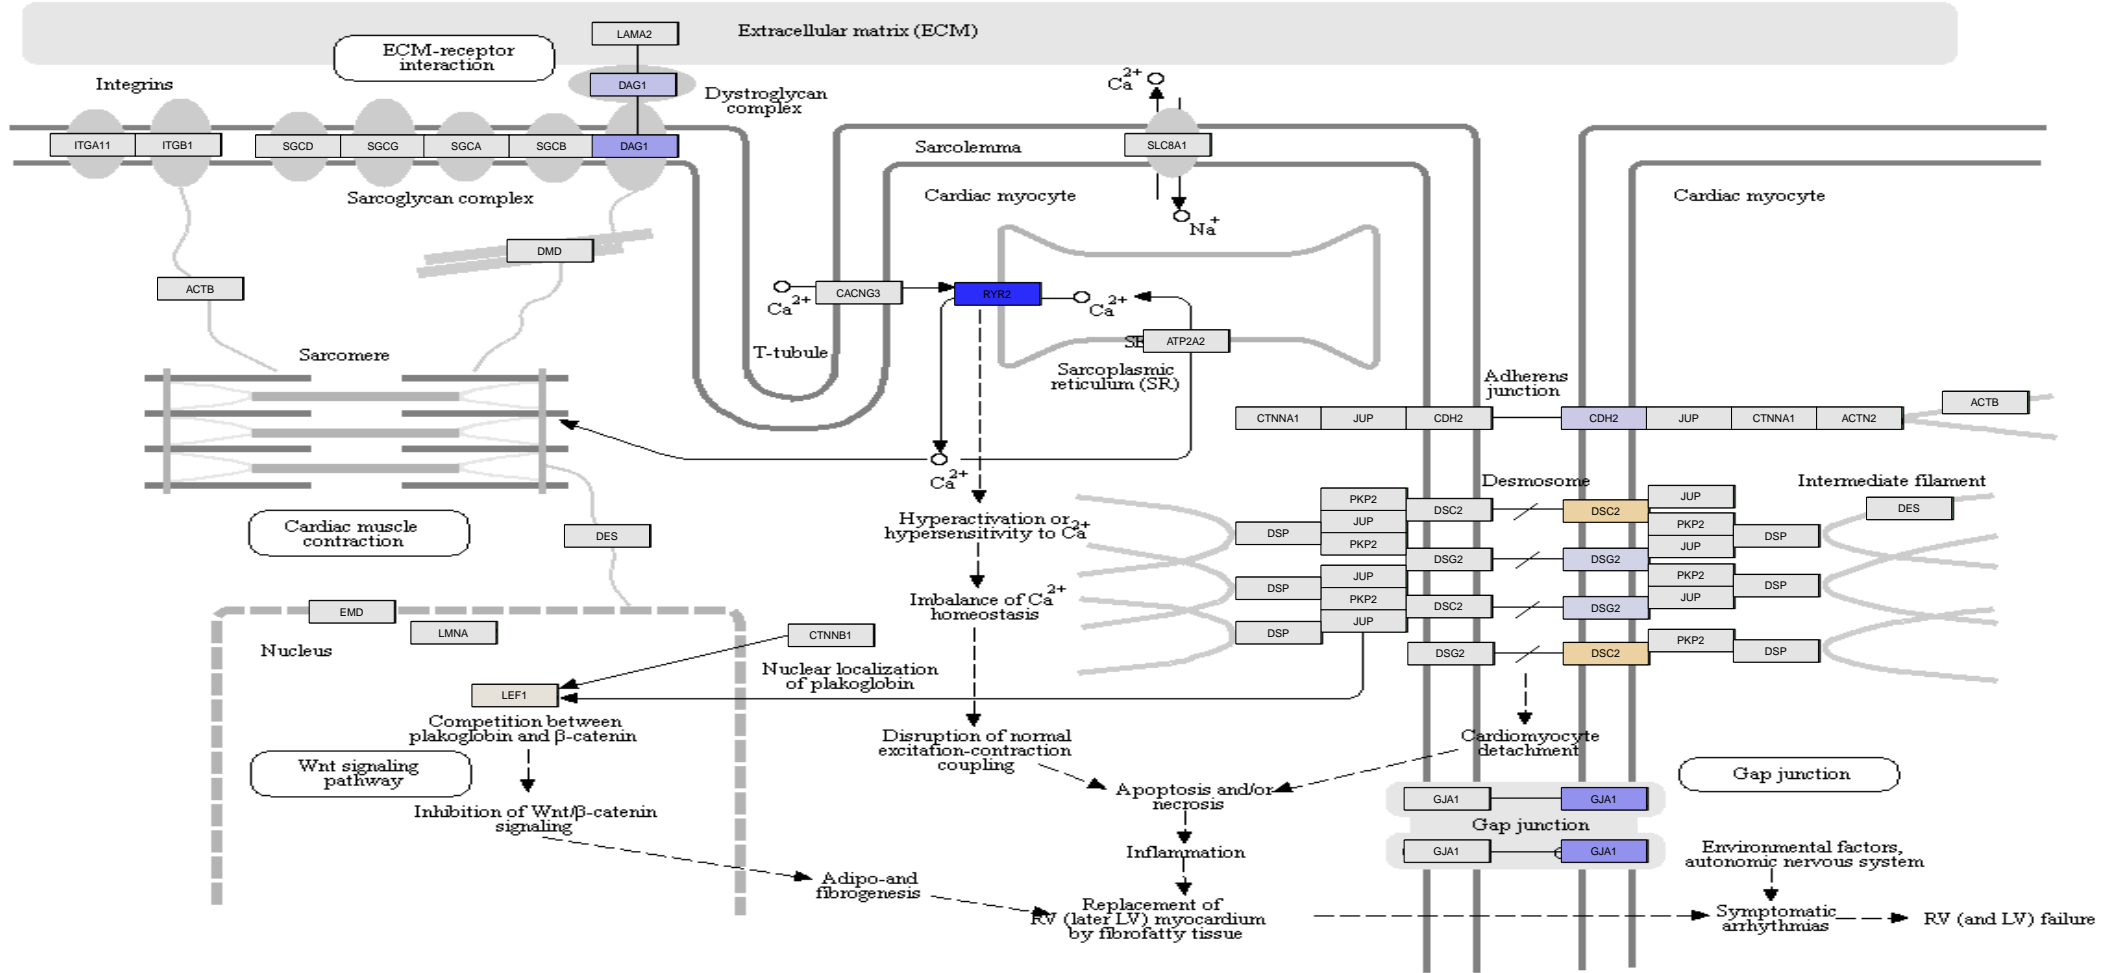 LAMA2
Extracellular matrix (ECM)
ECM-receptor
interaction
Integrins
DAG1
Dystroglycan
complex
Ca2+
ITGA11
ITGB1
SGCD
SGCG
SGCA
SGCB
DAG1
Sarcolemma
SLC8A1
Sarcoglycan complex
Cardiac myocyte
Cardiac myocyte
Na+
DMD
ACTB
Ca2+
CACNG3
RYR2
Ca2+
ATP2A2
Sarcomere
T-tubule
Sarcoplasmic
reticulum (SR)
Adherens
junction
CTNNA1
JUP
CDH2
CDH2
JUP
CTNNA1
ACTN2
ACTB
Ca2+
Desmosome
Intermediate filament
Cardiac muscle
contraction
DES
Hyperactivation or
hypersensitivity to Ca2+
Imbalance of Ca2+
homeostasis
PKP2
JUP
PKP2
JUP
PKP2
JUP
DSP
DSP
DSP
DSC2
DSG2
DSC2
DSG2
DSC2
DSG2
DSG2
DSC2
JUP
PKP2
JUP
PKP2
JUP
PKP2
DSP
DSP
DSP
DES
EMD
LMNA
Nucleus
CTNNB1
Nuclear localization
of plakoglobin
LEF1
Competition between
plakoglobin and β-catenin
Wnt signaling
pathway
Inhibition of Wnt/β-catenin
signaling
Disruption of normal
excitation-contraction
coupling
Cardiomyocyte
detachment
Apoptosis and/or
necrosis
Inflammation
Adipo-and
fibrogenesis
Replacement of
RV (later LV) myocardium
by fibrofatty tissue
GJA1
GJA1
Gap junction
GJA1
GJA1
Gap junction
Environmental factors,
autonomic nervous system
Symptomatic
arrhythmias
RV (and LV) failure